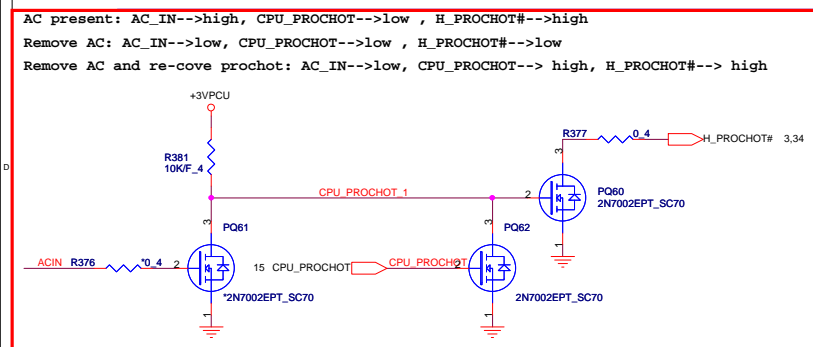 AC present: AC_IN-->high, CPU_PROCHOT-->low , H_PROCHOT#-->high
Remove AC: AC_IN-->low, CPU_PROCHOT-->low , H_PROCHOT#-->low
Remove AC and re-cove prochot: AC_IN-->low, CPU_PROCHOT--> high, H_PROCHOT#--> high
+3VPCU
R377 0_4 H_PROCHOT# 3,34
R381
10K/F_4
3
D
CPU_PROCHOT_1
2
PQ60
2N7002EPT_SC70
3
PQ61
3
PQ62
1
ACIN R376 *0_4 2
15 CPU_PROCHOT CPU_PROCHOT 2
*2N7002EPT_SC70
2N7002EPT_SC70
1
1